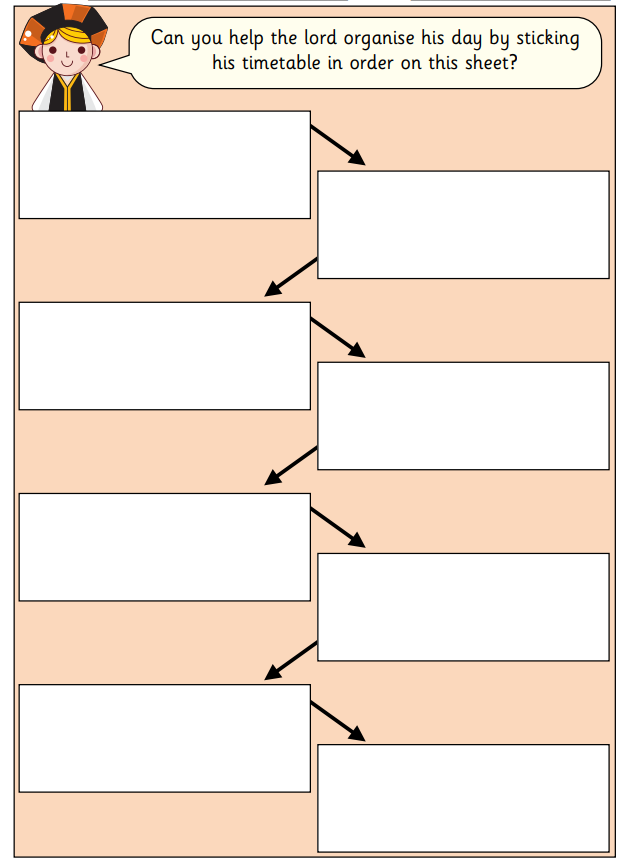 Can you help the lord organise his day by sticking
his timetable in order on this sheet?